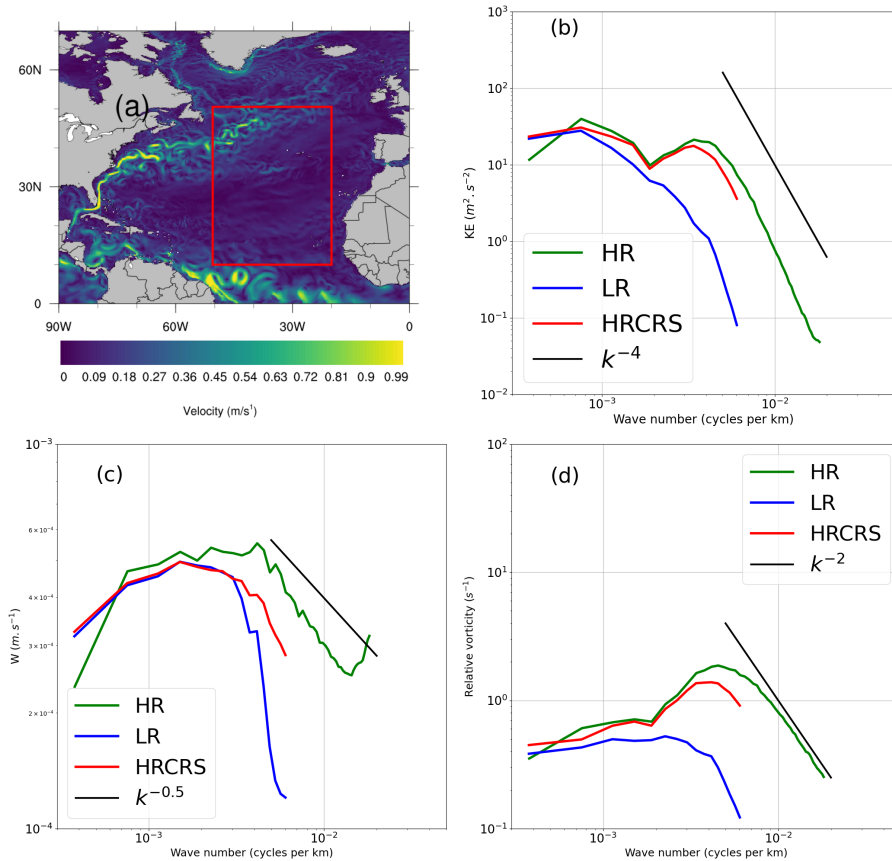 (a)
60N
30N
0
90W 60W 30W 0
0 0.09 0.18 0.27 0.36 0.45 0.54 0.63 0.72 0.81 0.9 0.99
Velocity (m/s¹)
(b)
10³
10²
10¹
10⁰
10⁻¹
10⁻²
KE (m². s⁻²)
HR
LR
HRCRS
k⁻⁴
10⁻³ 10⁻²
Wave number (cycles per km)
(c)
10⁻³
6 × 10⁻⁴
4 × 10⁻⁴
3 × 10⁻⁴
2 × 10⁻⁴
10⁻⁴
W (m. s⁻¹)
HR
LR
HRCRS
k⁻⁰·⁵
10⁻³ 10⁻²
Wave number (cycles per km)
(d)
10²
10¹
10⁰
10⁻¹
Relative vorticity (s⁻¹)
HR
LR
HRCRS
k⁻²
10⁻³ 10⁻²
Wave number (cycles per km)